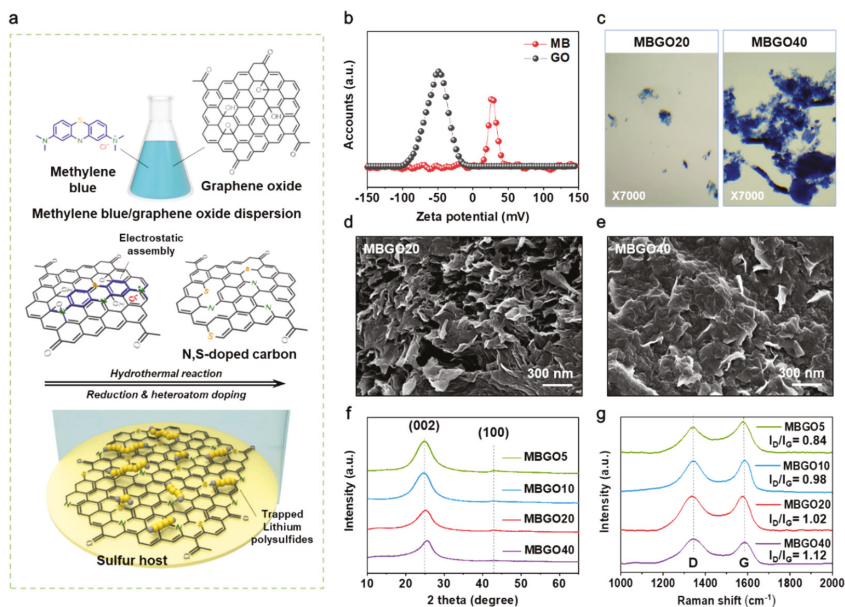 a
Methylene
blue
Graphene oxide
Methylene blue/graphene oxide dispersion
Electrostatic
assembly
N,S-doped carbon
Hydrothermal reaction
Reduction & heteroatom doping
Trapped
Lithium
polysulfides
Sulfur host
b
MB
GO
Accounts (a.u.)
-150 -100 -50 0 50 100 150
Zeta potential (mV)
c
MBGO20
MBGO40
X7000
X7000
d
MBGO20
300 nm
e
MBGO40
300 nm
f
(002)
(100)
MBGO5
MBGO10
MBGO20
MBGO40
Intensity (a.u.)
10 20 30 40 50 60
2 theta (degree)
g
MBGO5
I_D/I_G= 0.84
MBGO10
I_D/I_G= 0.98
MBGO20
I_D/I_G= 1.02
MBGO40
I_D/I_G= 1.12
D
G
Intensity (a.u.)
1000 1200 1400 1600 1800 2000
Raman shift (cm⁻¹)